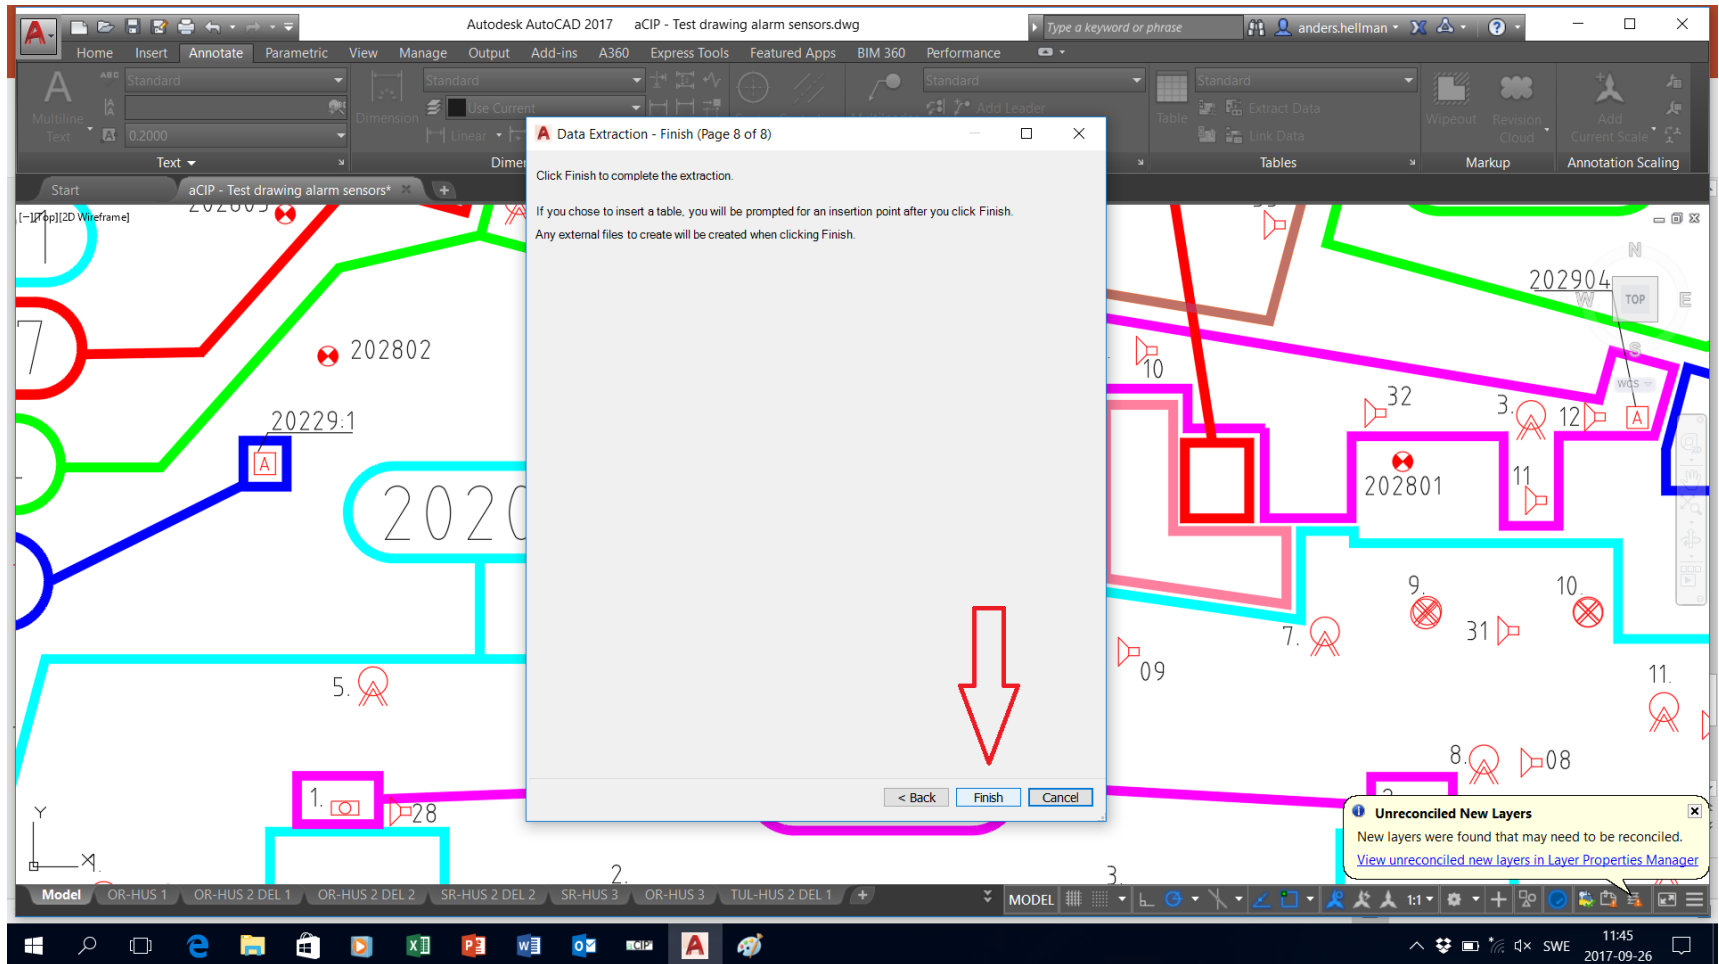 Autodesk AutoCAD 2017 aCIP - Test drawing alarm sensors.dwg
Type a keyword or phrase
anders.hellman
Home Insert Annotate Parametric View Manage Output Add-ins A360 Express Tools Featured Apps BIM 360 Performance
Standard
Standard
Standard
Standard
Multiline Text
Dimension
Use Current
Add Leader
Table
Extract Data
Wipeout
Revision Cloud
Add Current Scale
0.2000
Linear
Link Data
Text
Tables
Markup
Annotation Scaling
Start
aCIP - Test drawing alarm sensors*
[−][Top][2D Wireframe]
Data Extraction - Finish (Page 8 of 8)
Click Finish to complete the extraction.
If you chose to insert a table, you will be prompted for an insertion point after you click Finish.
Any external files to create will be created when clicking Finish.
< Back
Finish
Cancel
N
202904
W
TOP
E
S
WCS
202802
10
32
3.
12
A
20229:1
A
202801
11
9.
10.
7.
31
09
5.
11.
8.
08
1.
28
2.
3.
Y
X
Unreconciled New Layers
New layers were found that may need to be reconciled.
View unreconciled new layers in Layer Properties Manager
Model OR-HUS 1 OR-HUS 2 DEL 1 OR-HUS 2 DEL 2 SR-HUS 2 DEL 2 SR-HUS 3 OR-HUS 3 TUL-HUS 2 DEL 1
MODEL
1:1
SWE
11:45
2017-09-26